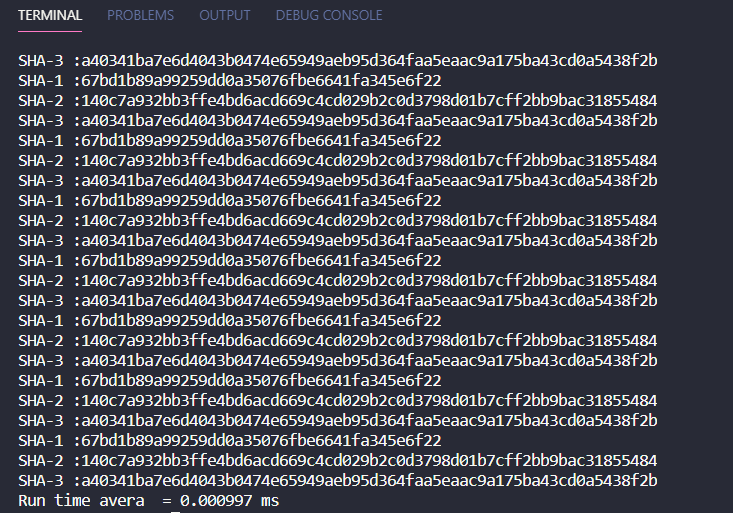 TERMINAL PROBLEMS OUTPUT DEBUG CONSOLE
SHA-3 :a40341ba7e6d4043b0474e65949aeb95d364faa5eaac9a175ba43cd0a5438f2b
SHA-1 :67bd1b89a99259dd0a35076fbe6641fa345e6f22
SHA-2 :140c7a932bb3ffe4bd6acd669c4cd029b2c0d3798d01b7cff2bb9bac31855484
SHA-3 :a40341ba7e6d4043b0474e65949aeb95d364faa5eaac9a175ba43cd0a5438f2b
SHA-1 :67bd1b89a99259dd0a35076fbe6641fa345e6f22
SHA-2 :140c7a932bb3ffe4bd6acd669c4cd029b2c0d3798d01b7cff2bb9bac31855484
SHA-3 :a40341ba7e6d4043b0474e65949aeb95d364faa5eaac9a175ba43cd0a5438f2b
SHA-1 :67bd1b89a99259dd0a35076fbe6641fa345e6f22
SHA-2 :140c7a932bb3ffe4bd6acd669c4cd029b2c0d3798d01b7cff2bb9bac31855484
SHA-3 :a40341ba7e6d4043b0474e65949aeb95d364faa5eaac9a175ba43cd0a5438f2b
SHA-1 :67bd1b89a99259dd0a35076fbe6641fa345e6f22
SHA-2 :140c7a932bb3ffe4bd6acd669c4cd029b2c0d3798d01b7cff2bb9bac31855484
SHA-3 :a40341ba7e6d4043b0474e65949aeb95d364faa5eaac9a175ba43cd0a5438f2b
SHA-1 :67bd1b89a99259dd0a35076fbe6641fa345e6f22
SHA-2 :140c7a932bb3ffe4bd6acd669c4cd029b2c0d3798d01b7cff2bb9bac31855484
SHA-3 :a40341ba7e6d4043b0474e65949aeb95d364faa5eaac9a175ba43cd0a5438f2b
SHA-1 :67bd1b89a99259dd0a35076fbe6641fa345e6f22
SHA-2 :140c7a932bb3ffe4bd6acd669c4cd029b2c0d3798d01b7cff2bb9bac31855484
SHA-3 :a40341ba7e6d4043b0474e65949aeb95d364faa5eaac9a175ba43cd0a5438f2b
SHA-1 :67bd1b89a99259dd0a35076fbe6641fa345e6f22
SHA-2 :140c7a932bb3ffe4bd6acd669c4cd029b2c0d3798d01b7cff2bb9bac31855484
SHA-3 :a40341ba7e6d4043b0474e65949aeb95d364faa5eaac9a175ba43cd0a5438f2b
Run time avera  = 0.000997 ms